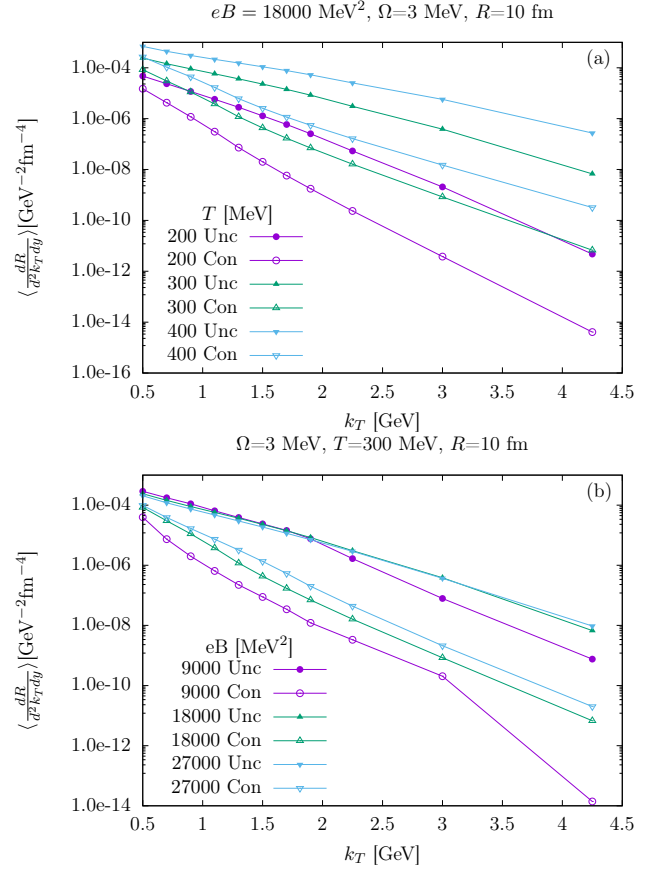 eB = 18000 MeV², Ω=3 MeV, R=10 fm
(a)
1.0e-04
1.0e-06
1.0e-08
1.0e-10
1.0e-12
1.0e-14
1.0e-16
⟨dR/d²k_T dy⟩[GeV⁻²fm⁻⁴]
T [MeV]
200 Unc
200 Con
300 Unc
300 Con
400 Unc
400 Con
0.5 1 1.5 2 2.5 3 3.5 4 4.5
k_T [GeV]
Ω=3 MeV, T=300 MeV, R=10 fm
(b)
1.0e-04
1.0e-06
1.0e-08
1.0e-10
1.0e-12
1.0e-14
⟨dR/d²k_T dy⟩[GeV⁻²fm⁻⁴]
eB [MeV²]
9000 Unc
9000 Con
18000 Unc
18000 Con
27000 Unc
27000 Con
0.5 1 1.5 2 2.5 3 3.5 4 4.5
k_T [GeV]